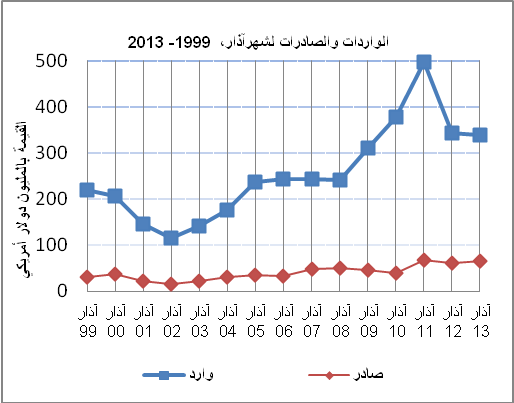 الواردات والصادرات لشهرآذار، 1999- 2013
القيمة بالمليون دولار أمريكي
500
400
300
200
100
0
آذار 99
آذار 00
آذار 01
آذار 02
آذار 03
آذار 04
آذار 05
آذار 06
آذار 07
آذار 08
آذار 09
آذار 10
آذار 11
آذار 12
آذار 13
وارد
صادر